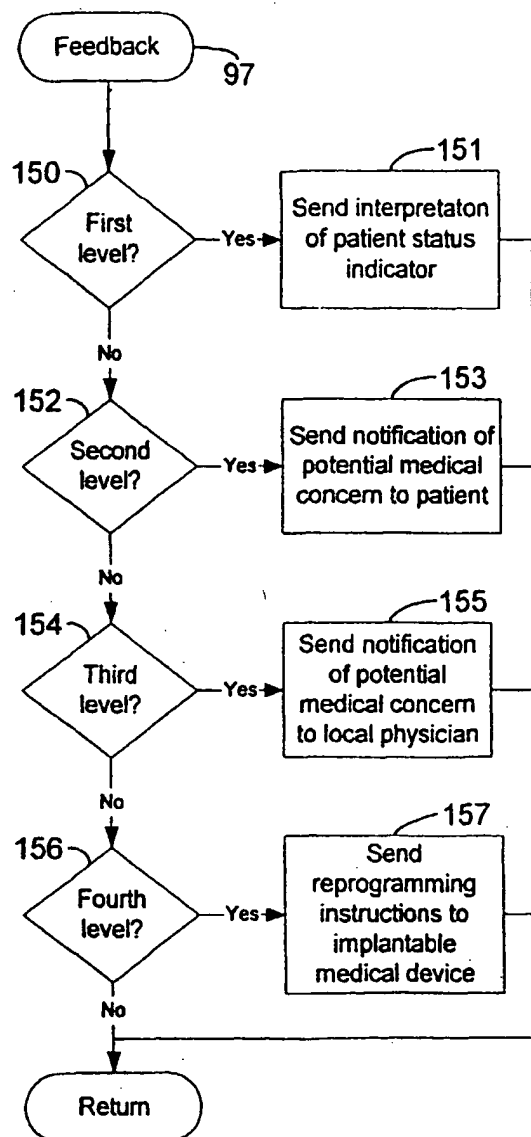 Feedback
97
150
151
First
level?
Yes
Send interpretaton
of patient status
indicator
No
152
153
Second
level?
Yes
Send notification of
potential medical
concern to patient
No
154
155
Third
level?
Yes
Send notification
of potential
medical concern
to local physician
No
156
157
Fourth
level?
Yes
Send
reprogramming
instructions to
implantable
medical device
No
Return